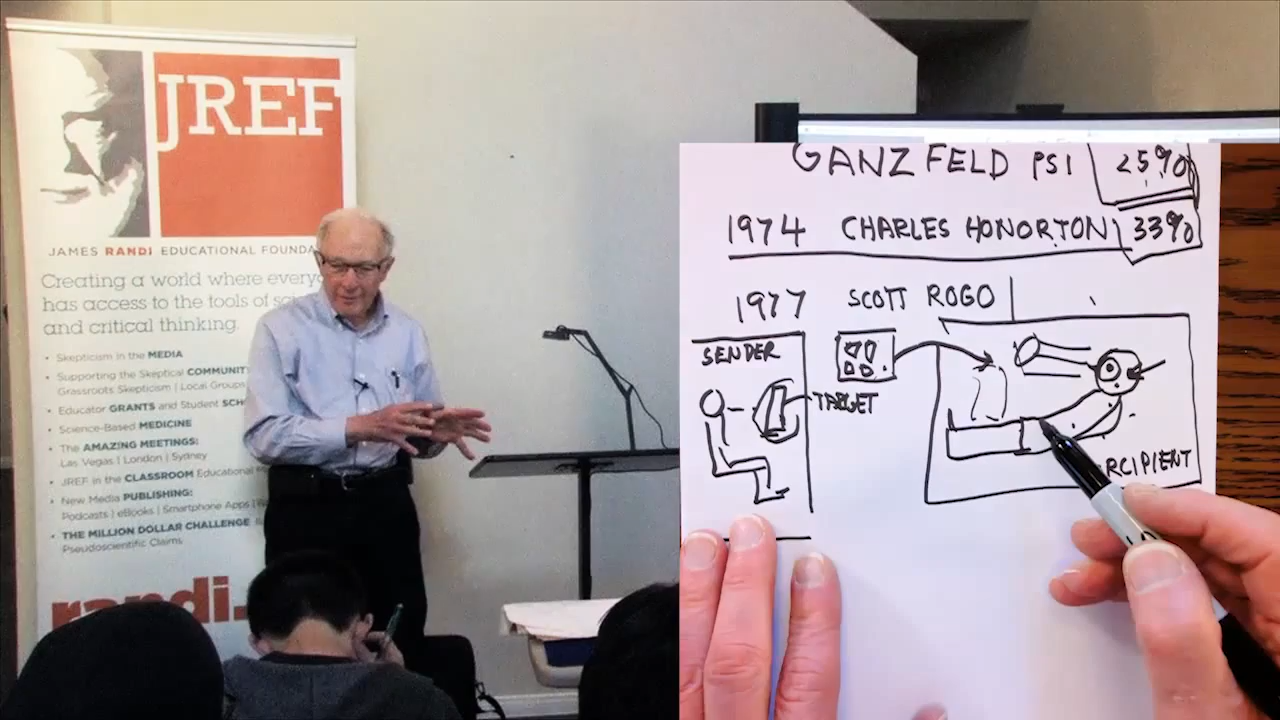 JREF
JAMES RANDI EDUCATIONAL FOUNDA
Creating a world where everyo
has access to the tools of sc
and critical thinking.
• Skepticism in the MEDIA
• Supporting the Skeptical COMMUNIT
Grassroots Skepticism | Local Groups
• Educator GRANTS and Student SCH
• Science-Based MEDICINE
• The AMAZING MEETINGS:
Las Vegas | London | Sydney
• JREF in the CLASSROOM Educational
• New Media PUBLISHING:
Podcasts | eBooks | Smartphone Apps |
• THE MILLION DOLLAR CHALLENGE
Pseudoscientific Claims
randi.
GANZFELD PSI 25%
1974 CHARLES HONORTON 33%
1977 SCOTT ROGO
SENDER
TARGET
RCIPIENT